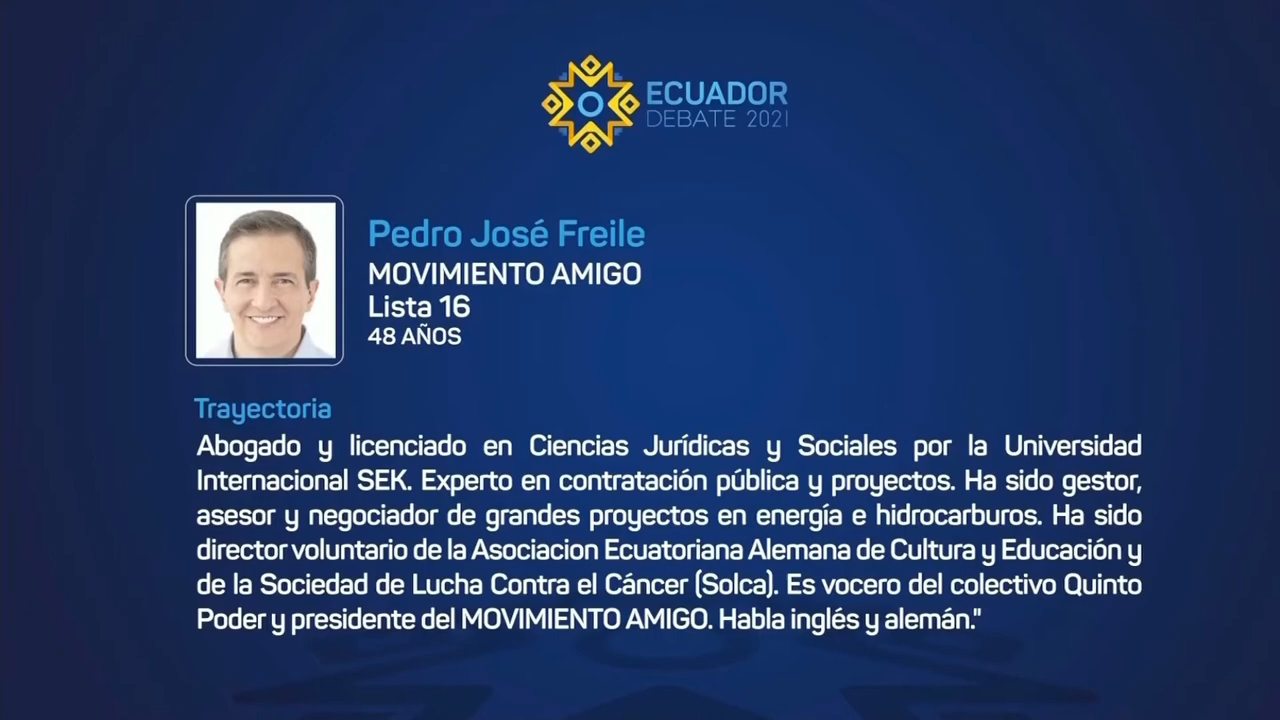 ECUADOR
DEBATE 2021
Pedro José Freile
MOVIMIENTO AMIGO
Lista 16
48 AÑOS
Trayectoria
Abogado y licenciado en Ciencias Jurídicas y Sociales por la Universidad
Internacional SEK. Experto en contratación pública y proyectos. Ha sido gestor,
asesor y negociador de grandes proyectos en energía e hidrocarburos. Ha sido
director voluntario de la Asociacion Ecuatoriana Alemana de Cultura y Educación y
de la Sociedad de Lucha Contra el Cáncer (Solca). Es vocero del colectivo Quinto
Poder y presidente del MOVIMIENTO AMIGO. Habla inglés y alemán."